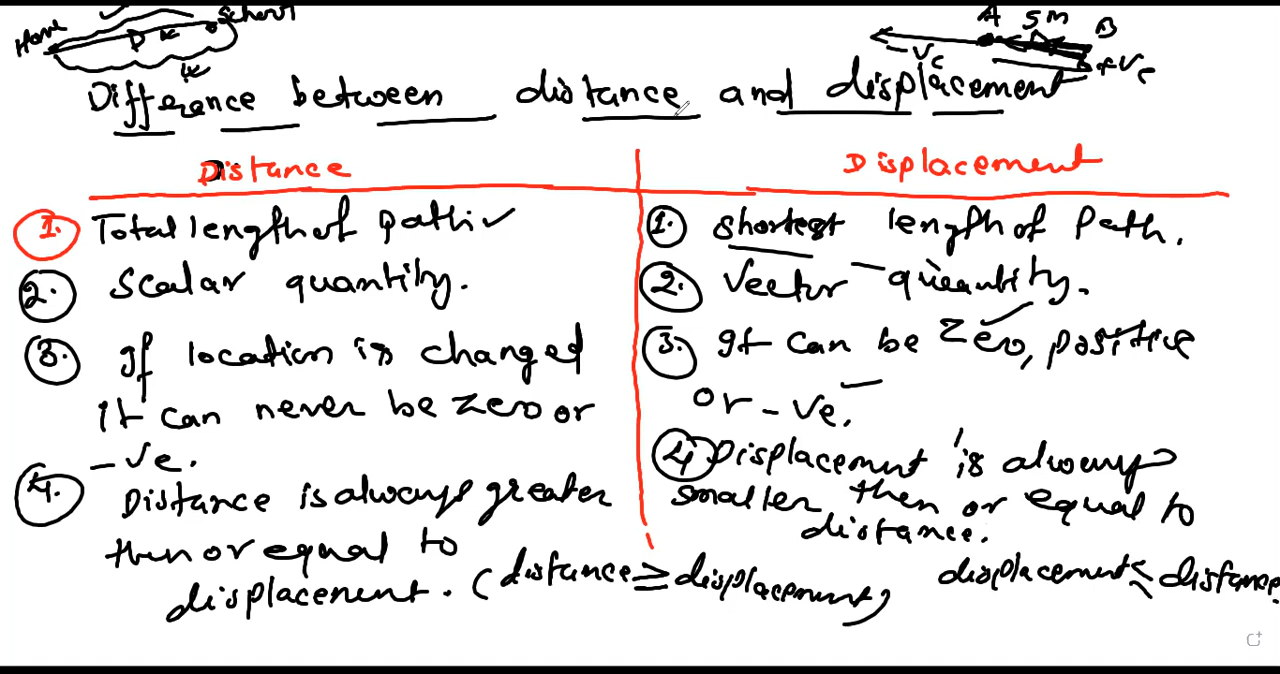 Home
School
D
A 5m B
-ve
+ve
Difference between distance and displacement
Distance
Displacement
1. Total length of path
1. shortest length of Path.
2. Scalar quantity.
2. Vector quantity.
3. If location is changed
It can never be zero or
-ve.
3. It can be zero, positive
or -ve.
4. Distance is always greater
then or equal to
displacement. (distance ≥ displacement)
4. Displacement is always
smaller then or equal to
distance.
displacement ≤ distance.